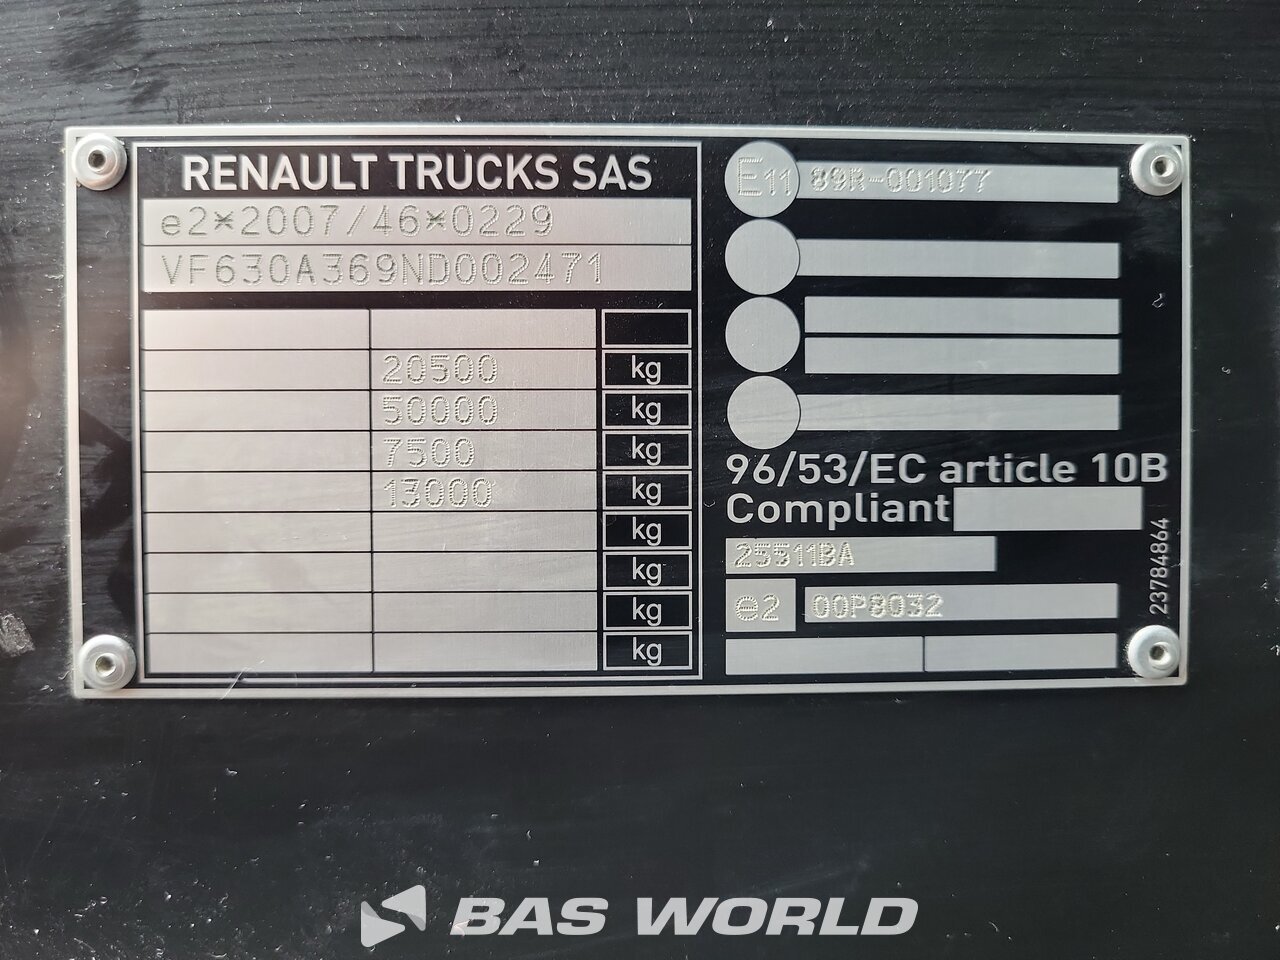 RENAULT TRUCKS SAS
e2*2007/46*0229
VF630A369ND002471
20500 kg
50000 kg
7500 kg
13000 kg
kg
kg
kg
kg
E11 89R-001077
96/53/EC article 10B
Compliant
25511BA
e2 00P8032
23784864
BAS WORLD